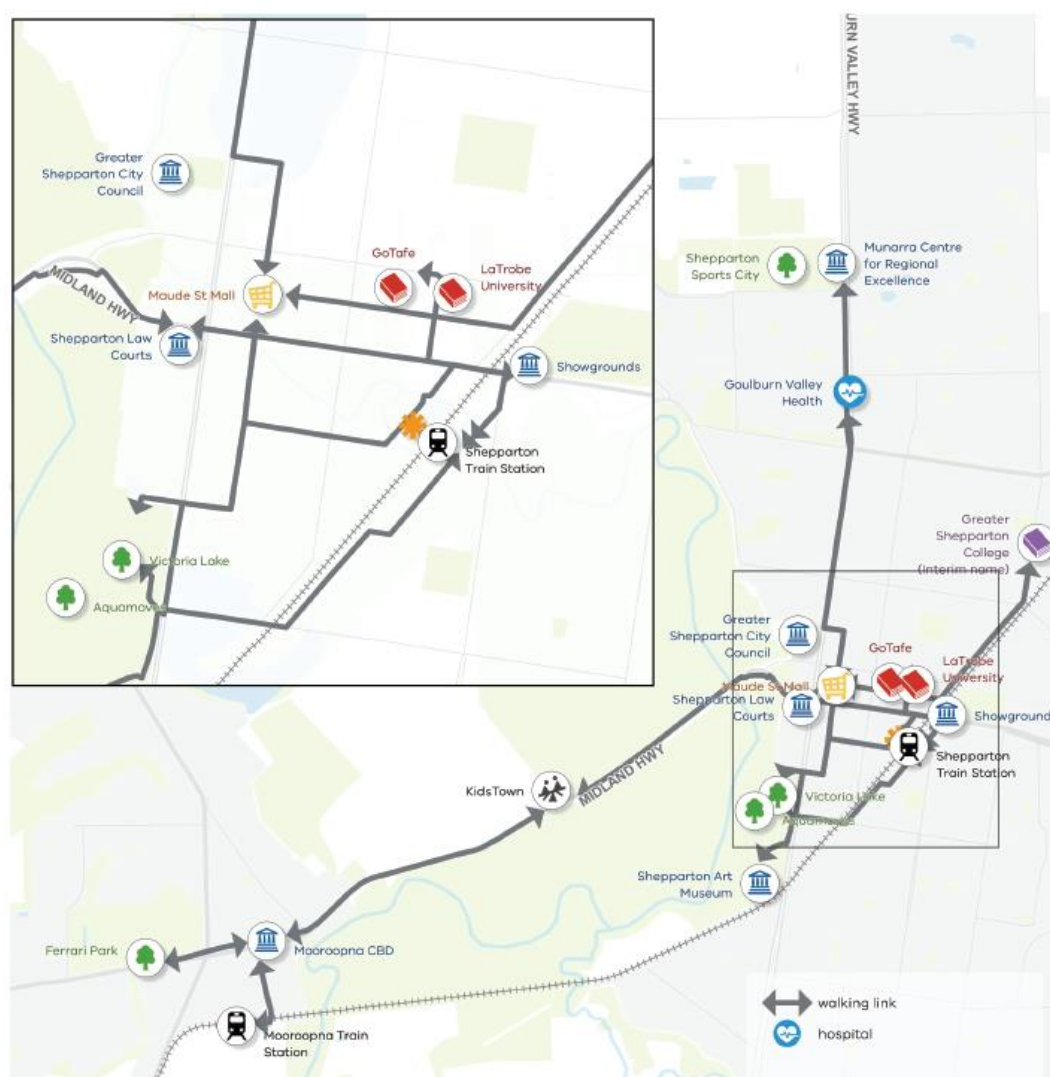 Greater
Shepparton City
Council
MIDLAND HWY
GoTafe
LaTrobe
University
Maude St Mall
Shepparton Law
Courts
Showgrounds
Shepparton
Train Station
Victoria Lake
Aquamoves
URN VALLEY HWY
Shepparton
Sports City
Munarra Centre
for Regional
Excellence
Goulburn Valley
Health
Greater
Shepparton
College
(Interim name)
Greater
Shepparton City
Council
GoTafe
LaTrobe
University
Maude St Mall
Shepparton Law
Courts
Showground
Shepparton
Train Station
KidsTown
MIDLAND HWY
Victoria Lake
Aquamoves
Shepparton Art
Museum
Ferrari Park
Mooroopna CBD
Mooroopna Train
Station
walking link
hospital